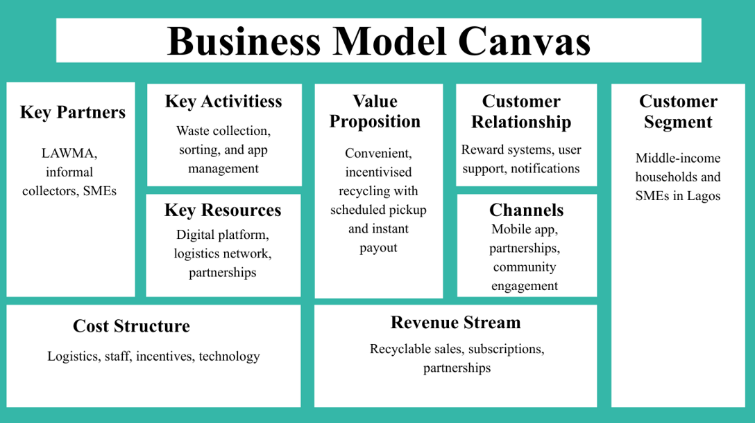 Business Model Canvas
Key Partners
LAWMA,
informal
collectors, SMEs
Key Activitiess
Waste collection,
sorting, and app
management
Key Resources
Digital platform,
logistics network,
partnerships
Value
Proposition
Convenient,
incentivised
recycling with
scheduled pickup
and instant
payout
Customer
Relationship
Reward systems, user
support, notifications
Channels
Mobile app,
partnerships,
community
engagement
Customer
Segment
Middle-income
households and
SMEs in Lagos
Cost Structure
Logistics, staff, incentives, technology
Revenue Stream
Recyclable sales, subscriptions,
partnerships